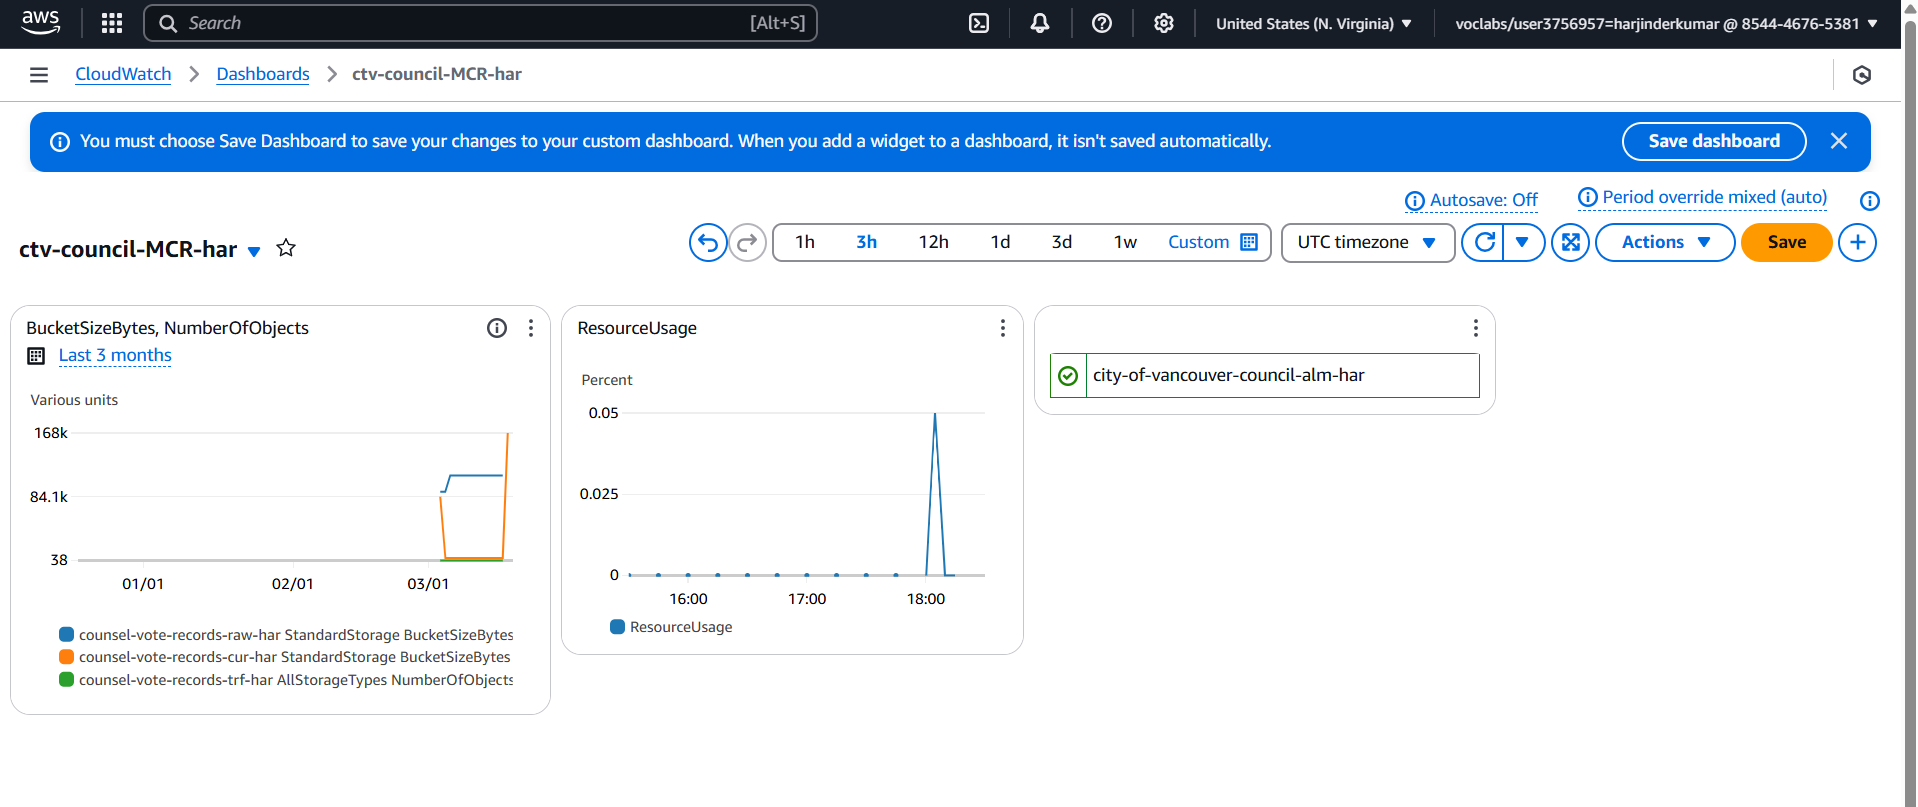 aws
Search
[Alt+S]
United States (N. Virginia)
voclabs/user3756957=harjinderkumar @ 8544-4676-5381
CloudWatch
Dashboards
ctv-council-MCR-har
You must choose Save Dashboard to save your changes to your custom dashboard. When you add a widget to a dashboard, it isn't saved automatically.
Save dashboard
Autosave: Off
Period override mixed (auto)
ctv-council-MCR-har
1h
3h
12h
1d
3d
1w
Custom
UTC timezone
Actions
Save
BucketSizeBytes, NumberOfObjects
Last 3 months
Various units
168k
84.1k
38
01/01
02/01
03/01
counsel-vote-records-raw-har StandardStorage BucketSizeBytes
counsel-vote-records-cur-har StandardStorage BucketSizeBytes
counsel-vote-records-trf-har AllStorageTypes NumberOfObjects
ResourceUsage
Percent
0.05
0.025
0
16:00
17:00
18:00
ResourceUsage
city-of-vancouver-council-alm-har